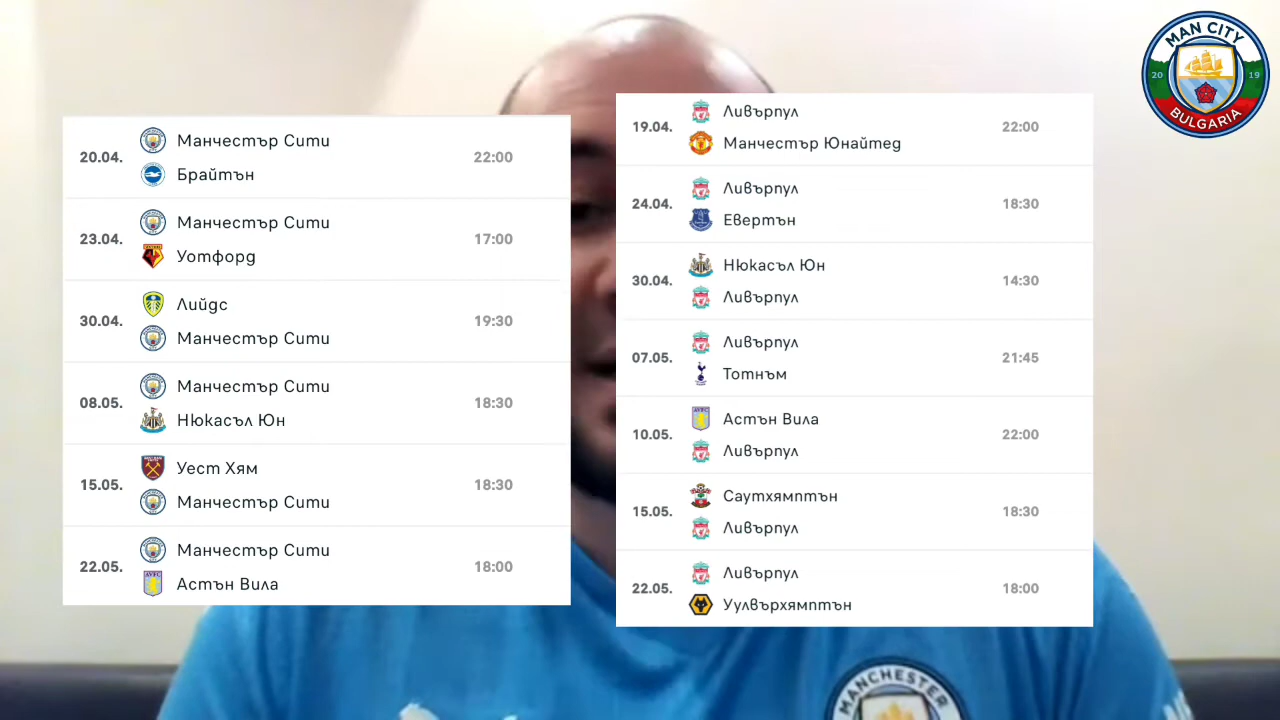 MAN CITY
20 19
BULGARIA
20.04.
Манчестър Сити
Брайтън
22:00
23.04.
Манчестър Сити
Уотфорд
17:00
30.04.
Лийдс
Манчестър Сити
19:30
08.05.
Манчестър Сити
Нюкасъл Юн
18:30
15.05.
Уест Хям
Манчестър Сити
18:30
22.05.
Манчестър Сити
Астън Вила
18:00
19.04.
Ливърпул
Манчестър Юнайтед
22:00
24.04.
Ливърпул
Евертън
18:30
30.04.
Нюкасъл Юн
Ливърпул
14:30
07.05.
Ливърпул
Тотнъм
21:45
10.05.
Астън Вила
Ливърпул
22:00
15.05.
Саутхямптън
Ливърпул
18:30
22.05.
Ливърпул
Уулвърхямптън
18:00
MANCHESTER